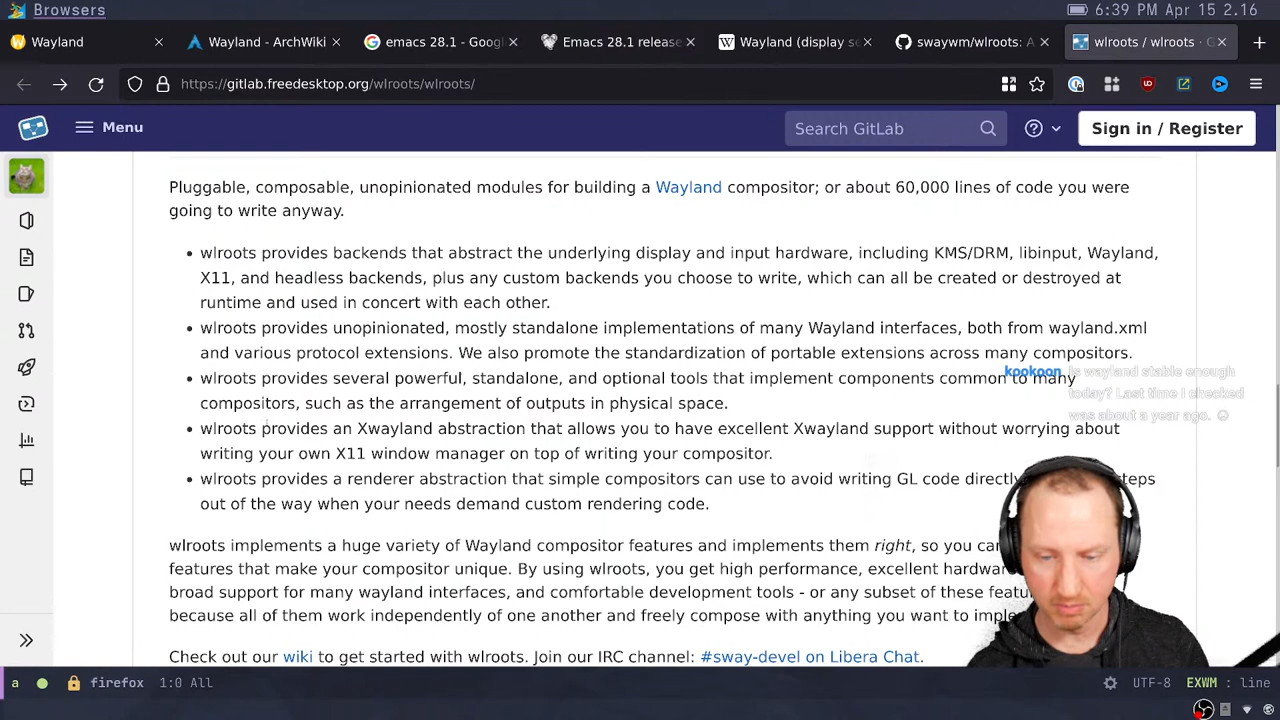 Browsers
6:39 PM Apr 15 2.16
Wayland
Wayland - ArchWiki
emacs 28.1 - Googl
Emacs 28.1 release
Wayland (display se
swaywm/wlroots: A
wlroots / wlroots · G
https://gitlab.freedesktop.org/wlroots/wlroots/
Menu
Search GitLab
Sign in / Register
Pluggable, composable, unopinionated modules for building a Wayland compositor; or about 60,000 lines of code you were
going to write anyway.
• wlroots provides backends that abstract the underlying display and input hardware, including KMS/DRM, libinput, Wayland,
X11, and headless backends, plus any custom backends you choose to write, which can all be created or destroyed at
runtime and used in concert with each other.
• wlroots provides unopinionated, mostly standalone implementations of many Wayland interfaces, both from wayland.xml
and various protocol extensions. We also promote the standardization of portable extensions across many compositors.
kookoon Is wayland stable enough
today? Last time I checked
was about a year ago.
• wlroots provides several powerful, standalone, and optional tools that implement components common to many
compositors, such as the arrangement of outputs in physical space.
• wlroots provides an Xwayland abstraction that allows you to have excellent Xwayland support without worrying about
writing your own X11 window manager on top of writing your compositor.
• wlroots provides a renderer abstraction that simple compositors can use to avoid writing GL code directly steps
out of the way when your needs demand custom rendering code.
wlroots implements a huge variety of Wayland compositor features and implements them right, so you can
features that make your compositor unique. By using wlroots, you get high performance, excellent hardwar
broad support for many wayland interfaces, and comfortable development tools - or any subset of these featu
because all of them work independently of one another and freely compose with anything you want to imple
Check out our wiki to get started with wlroots. Join our IRC channel: #sway-devel on Libera Chat.
a firefox 1:0 All
UTF-8 EXWM : line